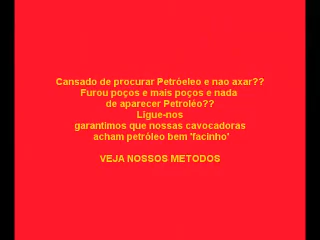 Cansado de procurar Petróeleo e nao axar??
Furou poços e mais poços e nada
de aparecer Petroléo??
Ligue-nos
garantimos que nossas cavocadoras
acham petróleo bem 'facinho'
VEJA NOSSOS METODOS